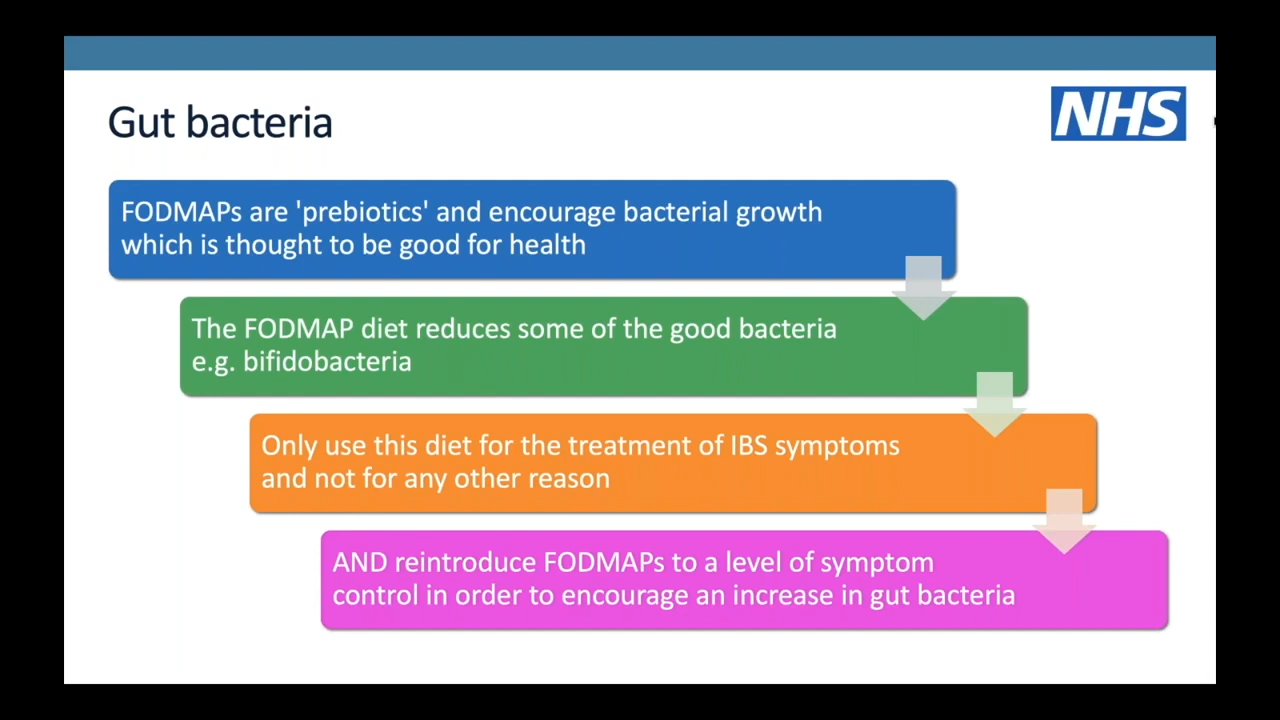 Gut bacteria
NHS
FODMAPs are 'prebiotics' and encourage bacterial growth
which is thought to be good for health
The FODMAP diet reduces some of the good bacteria
e.g. bifidobacteria
Only use this diet for the treatment of IBS symptoms
and not for any other reason
AND reintroduce FODMAPs to a level of symptom
control in order to encourage an increase in gut bacteria